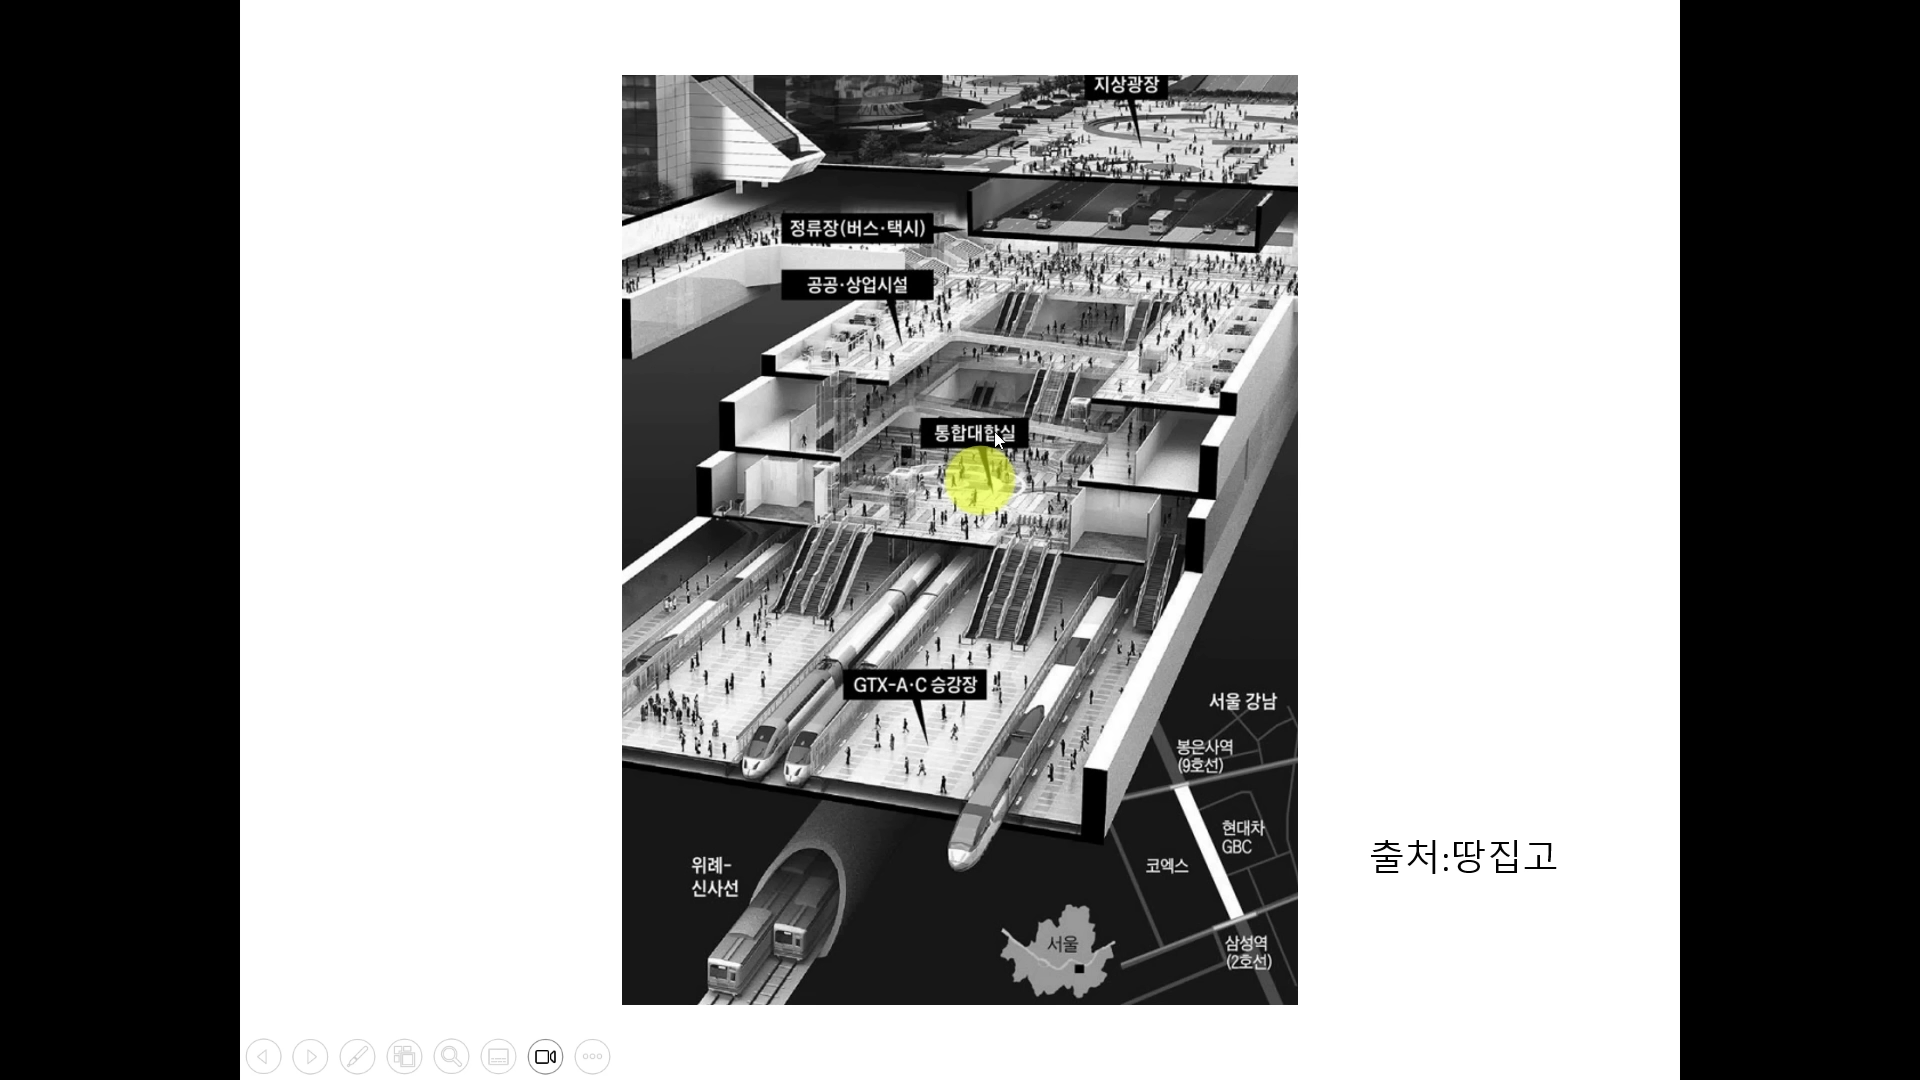 지상광장
정류장(버스·택시)
공공·상업시설
통합대합실
GTX-A·C 승강장
서울 강남
봉은사역
(9호선)
현대차
GBC
코엑스
위례-
신사선
서울
삼성역
(2호선)
출처:땅집고